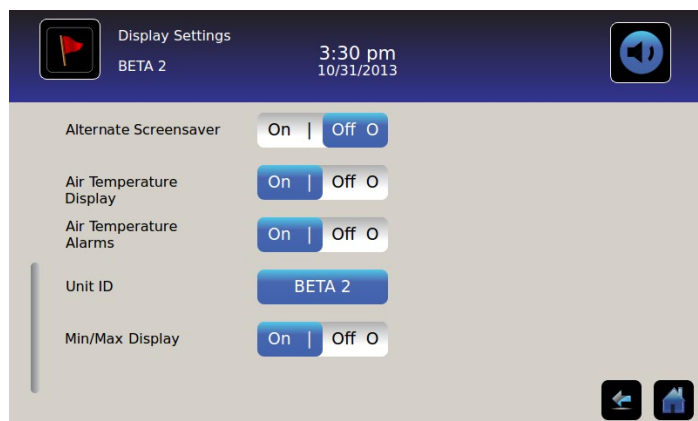 Display Settings
BETA 2
3:30 pm
10/31/2013
Alternate Screensaver
On | Off O
Air Temperature
Display
On | Off O
Air Temperature
Alarms
On | Off O
Unit ID
BETA 2
Min/Max Display
On | Off O